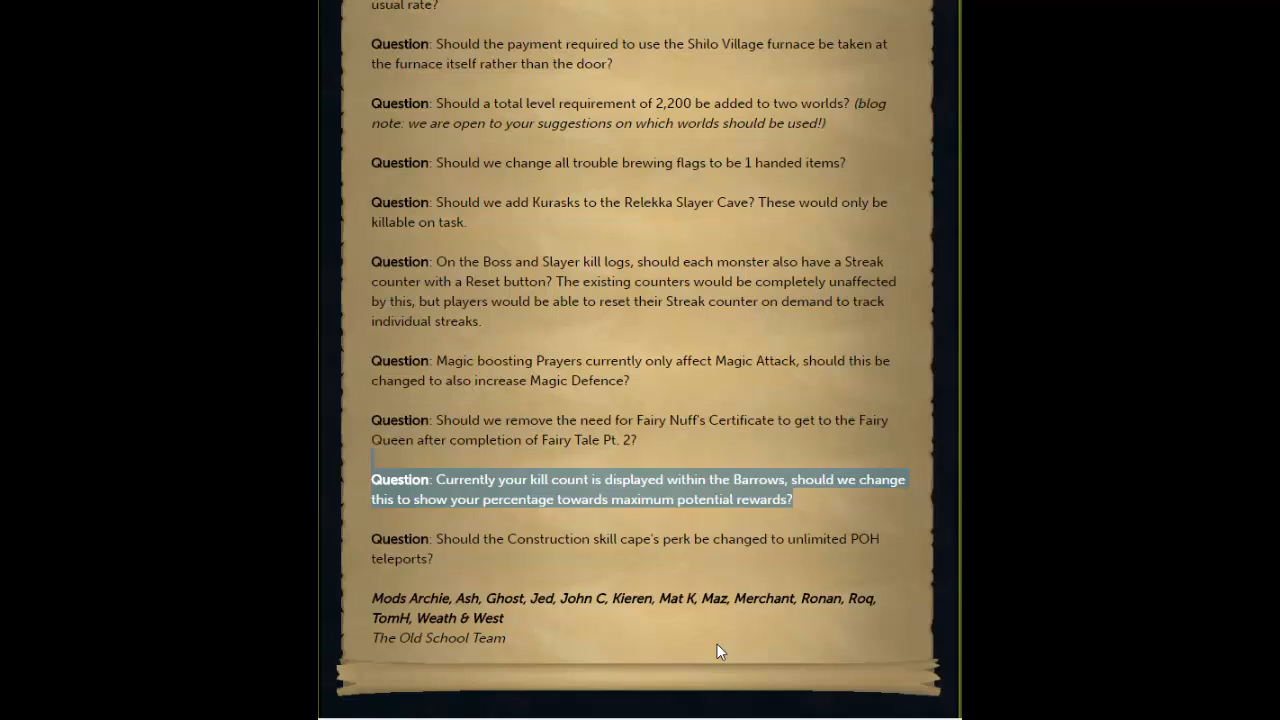 usual rate?
Question: Should the payment required to use the Shilo Village furnace be taken at
the furnace itself rather than the door?
Question: Should a total level requirement of 2,200 be added to two worlds? (blog
note: we are open to your suggestions on which worlds should be used!)
Question: Should we change all trouble brewing flags to be 1 handed items?
Question: Should we add Kurasks to the Relekka Slayer Cave? These would only be
killable on task.
Question: On the Boss and Slayer kill logs, should each monster also have a Streak
counter with a Reset button? The existing counters would be completely unaffected
by this, but players would be able to reset their Streak counter on demand to track
individual streaks.
Question: Magic boosting Prayers currently only affect Magic Attack, should this be
changed to also increase Magic Defence?
Question: Should we remove the need for Fairy Nuff's Certificate to get to the Fairy
Queen after completion of Fairy Tale Pt. 2?
Question: Currently your kill count is displayed within the Barrows, should we change
this to show your percentage towards maximum potential rewards?
Question: Should the Construction skill cape's perk be changed to unlimited POH
teleports?
Mods Archie, Ash, Ghost, Jed, John C, Kieren, Mat K, Maz, Merchant, Ronan, Roq,
TomH, Weath & West
The Old School Team